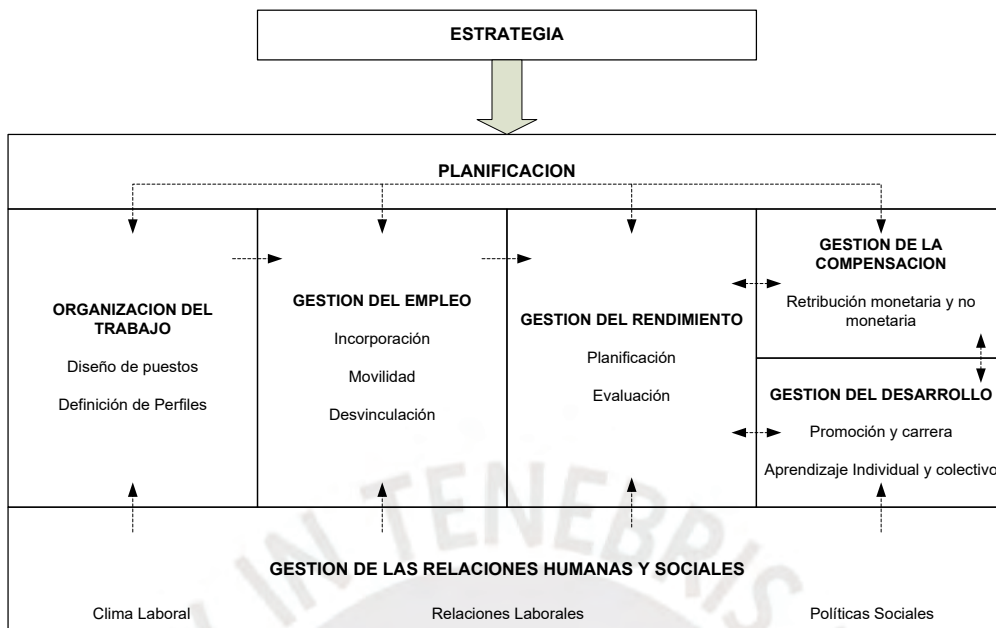 ESTRATEGIA
PLANIFICACION
ORGANIZACION DEL
TRABAJO
Diseño de puestos
Definición de Perfiles
GESTION DEL EMPLEO
Incorporación
Movilidad
Desvinculación
GESTION DEL RENDIMIENTO
Planificación
Evaluación
GESTION DE LA
COMPENSACION
Retribución monetaria y no
monetaria
GESTION DEL DESARROLLO
Promoción y carrera
Aprendizaje Individual y colectivo
GESTION DE LAS RELACIONES HUMANAS Y SOCIALES
Clima Laboral
Relaciones Laborales
Políticas Sociales
IN TENEBRIS